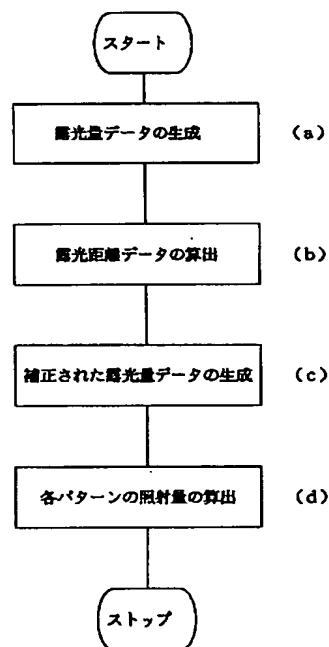 スタート
露光量データの生成 (a)
露光距離データの算出 (b)
補正された露光量データの生成 (c)
各パターンの照射量の算出 (d)
ストップ